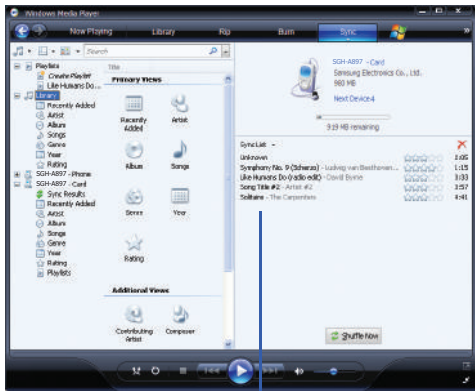 Windows Media Player
Now Playing
Library
Rip
Burn
Sync
Search
Playlists
Create Playlist
Like Humans Do...
Library
Recently Added
Artist
Album
Songs
Genre
Year
Rating
SGH-A897 - Phone
SGH-A897 - Card
Sync Results
Recently Added
Artist
Album
Songs
Genre
Year
Rating
Playlists
Title
Primary Views
Recently Added
Artist
Album
Songs
Genre
Year
Rating
Additional Views
Contributing Artist
Composer
SGH-A897 - Card
Samsung Electronics Co., Ltd.
980 MB
Next Device
919 MB remaining
Sync List
Unknown 1:05
Symphony No. 9 (Scherzo) - Ludwig van Beethoven... 1:15
Like Humans Do (radio edit) - David Byrne 3:33
Song Title #2 - Artist #2 3:57
Solitaire - The Carpenters 4:41
Shuffle Now